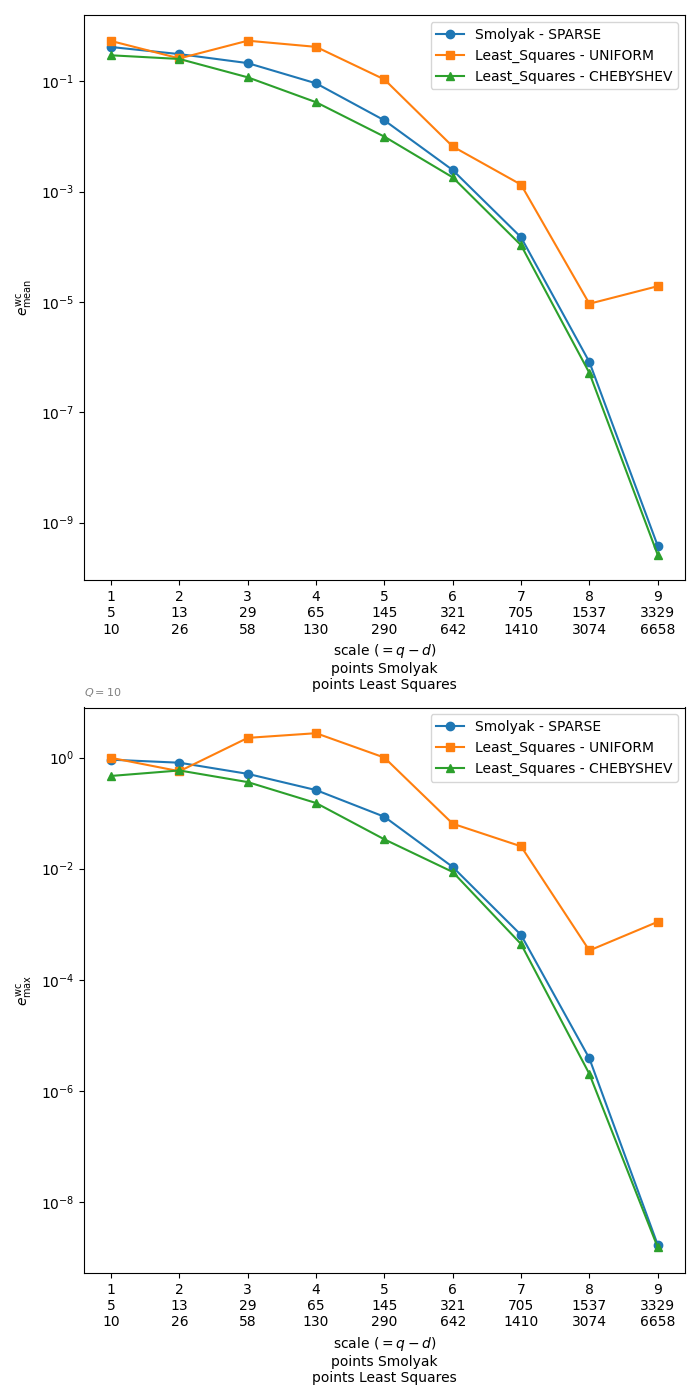 Smolyak - SPARSE
Least_Squares - UNIFORM
Least_Squares - CHEBYSHEV
10⁻¹
10⁻³
10⁻⁵
10⁻⁷
10⁻⁹
e^wc_mean
1 2 3 4 5 6 7 8 9
5 13 29 65 145 321 705 1537 3329
10 26 58 130 290 642 1410 3074 6658
scale (= q − d)
points Smolyak
points Least Squares
Q = 10
Smolyak - SPARSE
Least_Squares - UNIFORM
Least_Squares - CHEBYSHEV
10⁰
10⁻²
10⁻⁴
10⁻⁶
10⁻⁸
e^wc_max
1 2 3 4 5 6 7 8 9
5 13 29 65 145 321 705 1537 3329
10 26 58 130 290 642 1410 3074 6658
scale (= q − d)
points Smolyak
points Least Squares